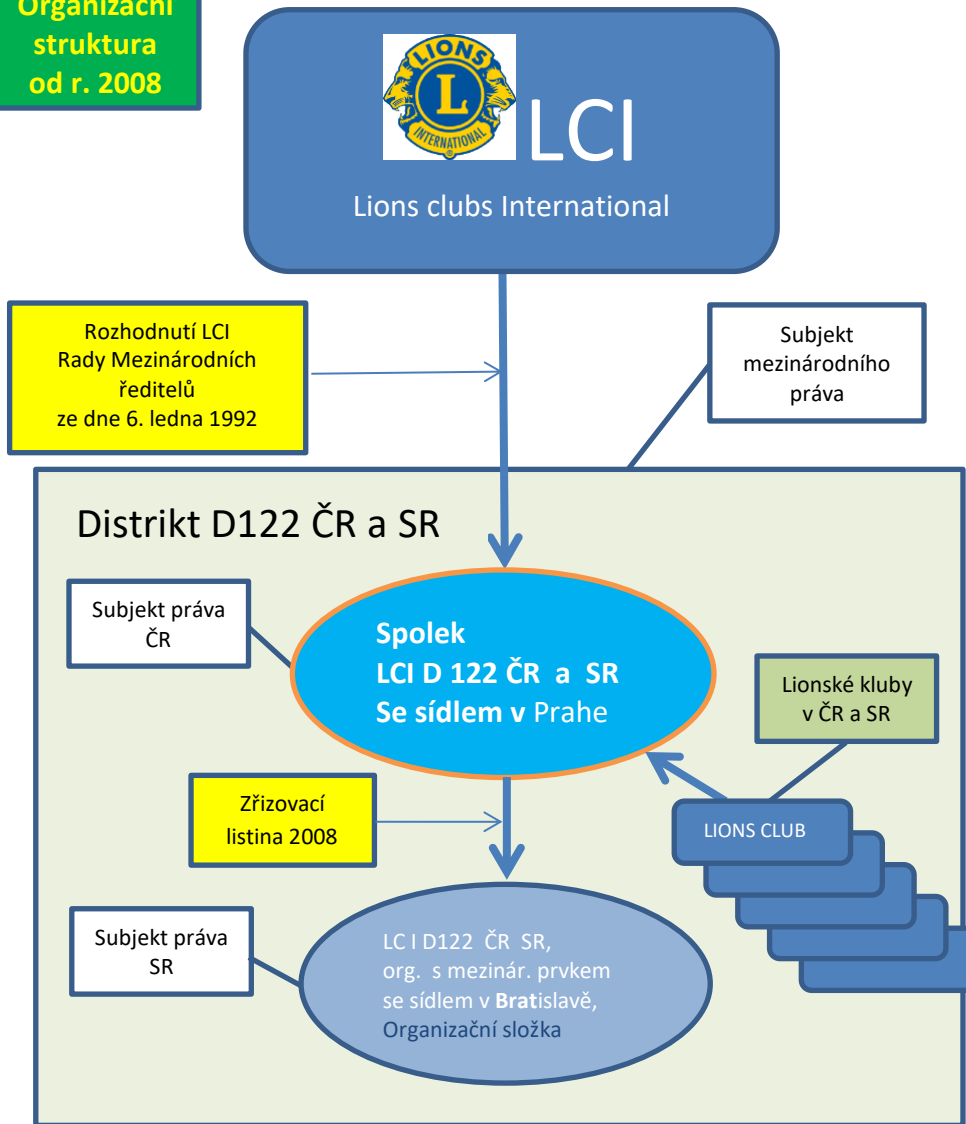 Organizační
struktura
od r. 2008
LIONS
L
INTERNATIONAL
®
LCI
Lions clubs International
Rozhodnutí LCI
Rady Mezinárodních
ředitelů
ze dne 6. ledna 1992
Subjekt
mezinárodního
práva
Distrikt D122 ČR a SR
Subjekt práva
ČR
Spolek
LCI D 122 ČR a SR
Se sídlem v Prahe
Lionské kluby
v ČR a SR
Zřizovací
listina 2008
LIONS CLUB
Subjekt práva
SR
LC I D122 ČR SR,
org. s mezinár. prvkem
se sídlem v Bratislavě,
Organizační složka